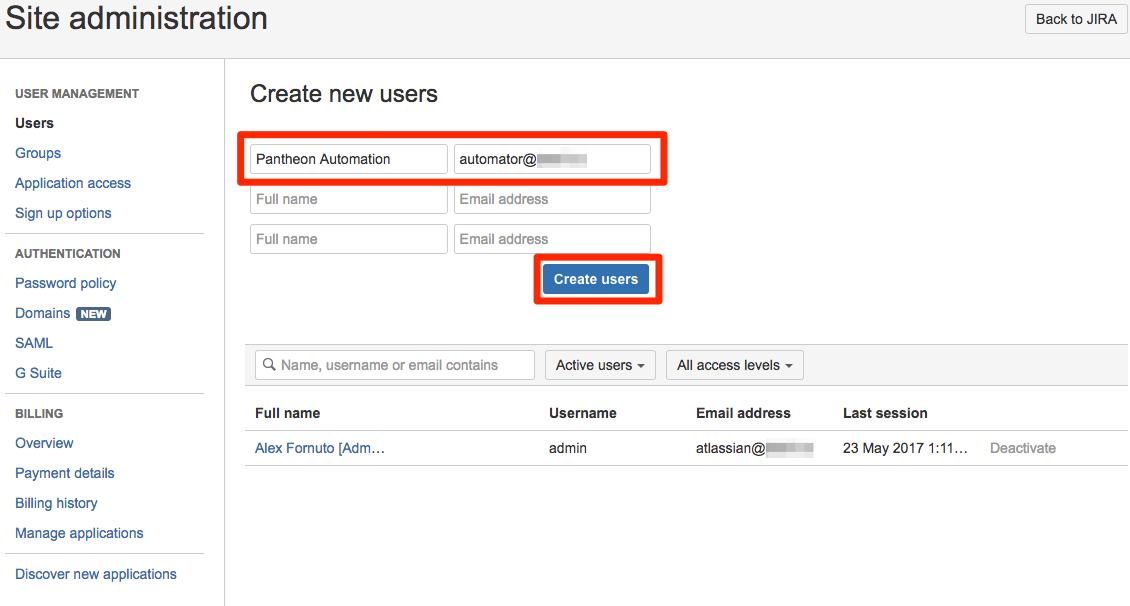 Site administration
Back to JIRA
USER MANAGEMENT
Users
Groups
Application access
Sign up options
AUTHENTICATION
Password policy
Domains NEW
SAML
G Suite
BILLING
Overview
Payment details
Billing history
Manage applications
Discover new applications
Create new users
Pantheon Automation automator@
Full name Email address
Full name Email address
Create users
Name, username or email contains Active users All access levels
Full name Username Email address Last session
Alex Fornuto [Adm… admin atlassian@ 23 May 2017 1:11… Deactivate